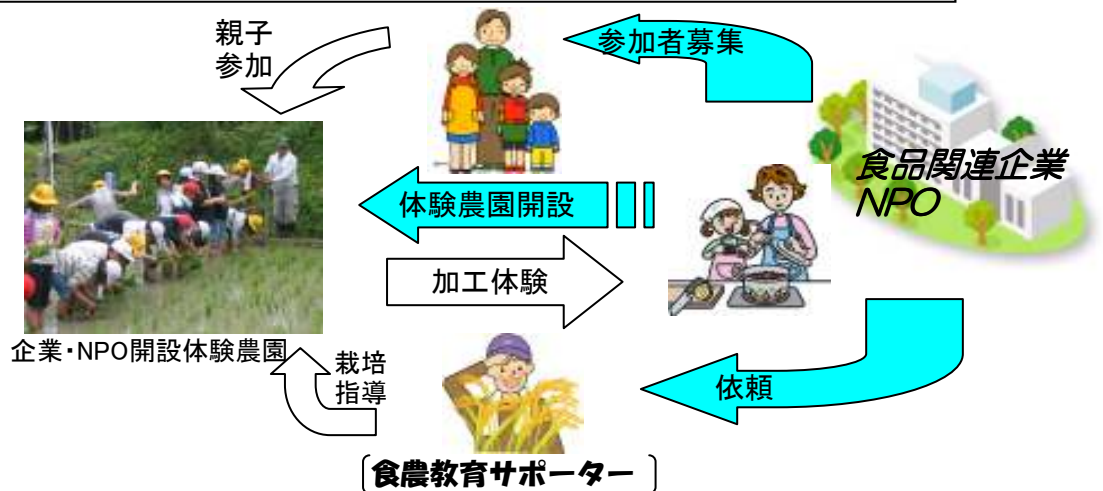 親子
参加
参加者募集
食品関連企業
NPO
体験農園開設
加工体験
企業・NPO開設体験農園
栽培
指導
依頼
食農教育サポーター